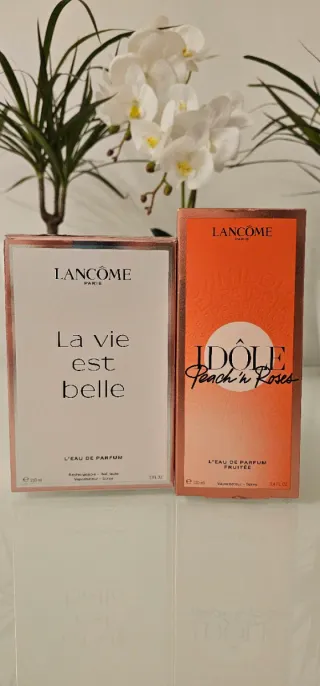 LANCÔME
PARIS
La vie
est
belle
L'EAU DE PARFUM
LANCÔME
PARIS
IDÔLE
Peach 'n Roses
L'EAU DE PARFUM
FRUITÉE